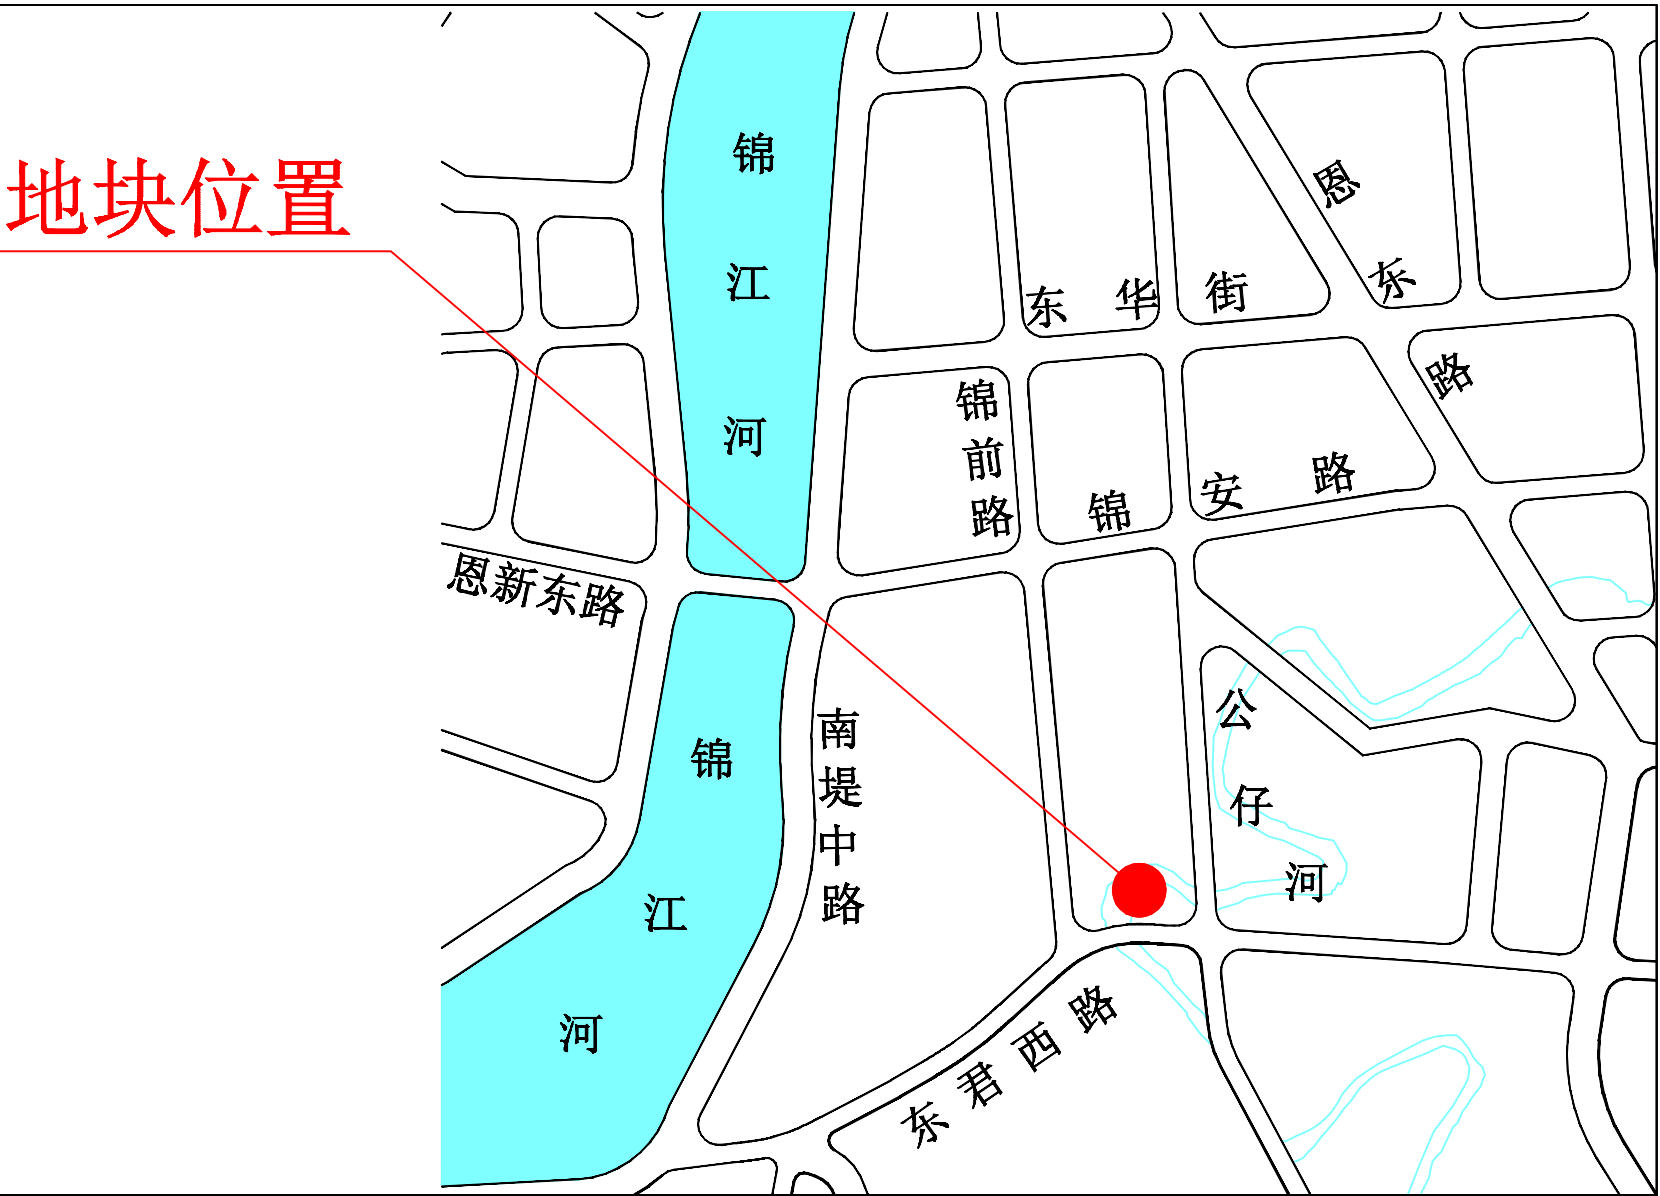 地块位置
锦江河
恩东路
东华街
锦前路
锦安路
恩新东路
锦江河
南堤中路
公仔河
东君西路